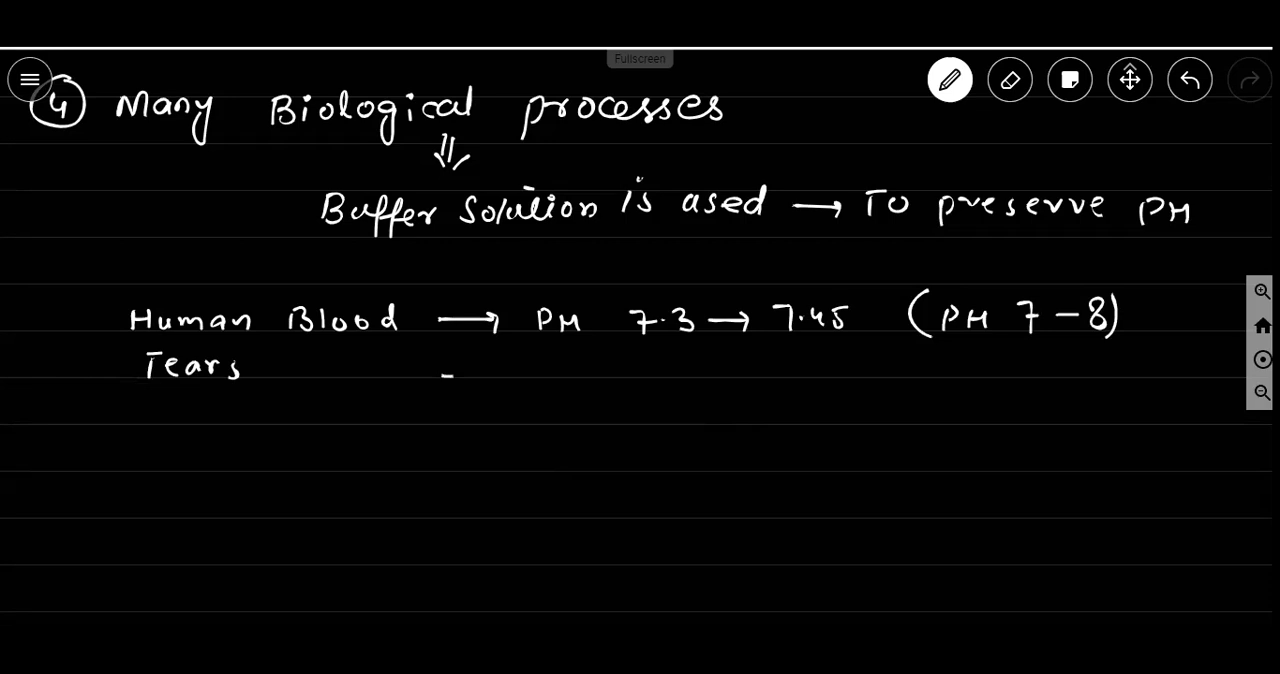 Fullscreen
4 Many Biological processes
⇓
Buffer solution is ased → To preserve PH
Human Blood → PH 7.3 → 7.45 (PH 7 – 8)
Tears –